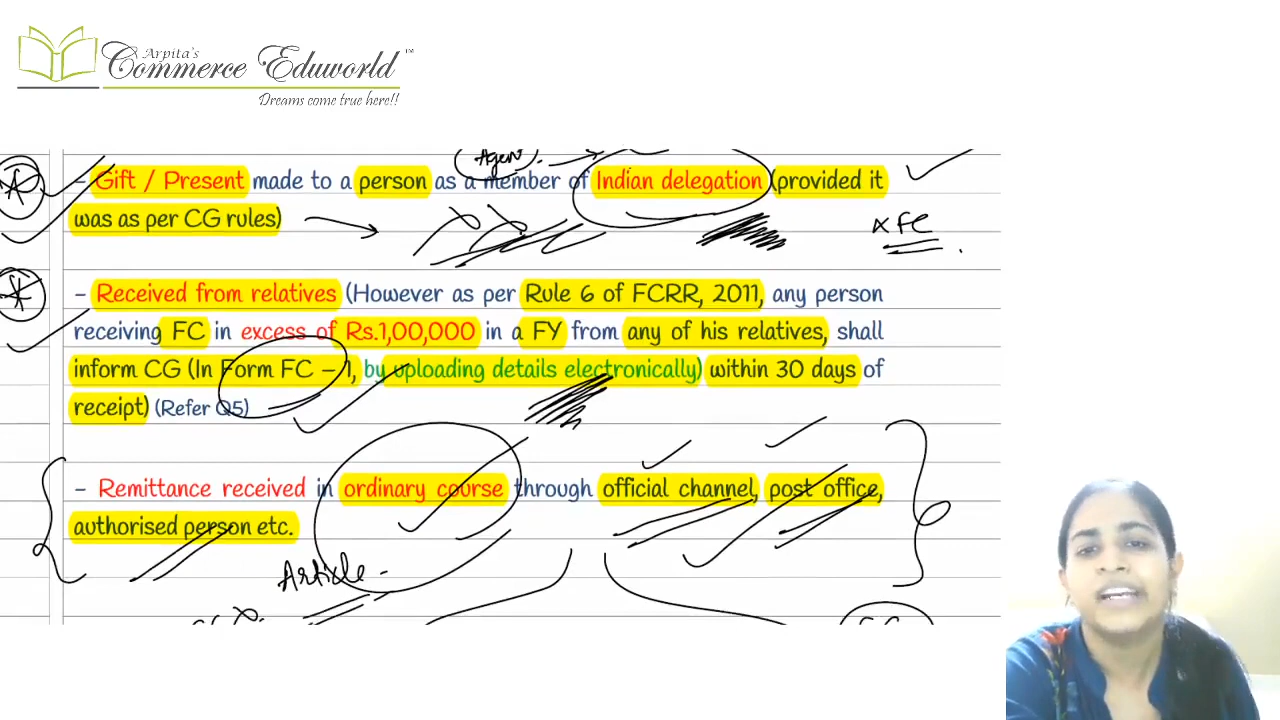 Arpita's
Commerce Eduworld™
Dreams come true here!!
Agen
- Gift / Present made to a person as a member of Indian delegation (provided it
was as per CG rules)
x FC
- Received from relatives (However as per Rule 6 of FCRR, 2011, any person
receiving FC in excess of Rs.1,00,000 in a FY from any of his relatives, shall
inform CG (In Form FC – 1, by uploading details electronically) within 30 days of
receipt) (Refer Q5)
- Remittance received in ordinary course through official channel, post office,
authorised person etc.
Article -